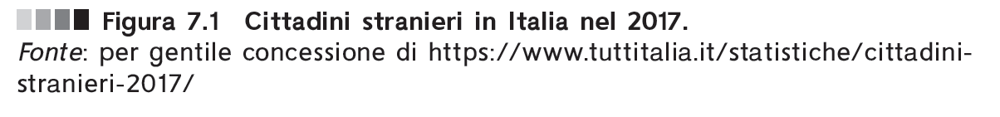 Figura 7.1 Cittadini stranieri in Italia nel 2017.
Fonte: per gentile concessione di https://www.tuttitalia.it/statistiche/cittadini-
stranieri-2017/